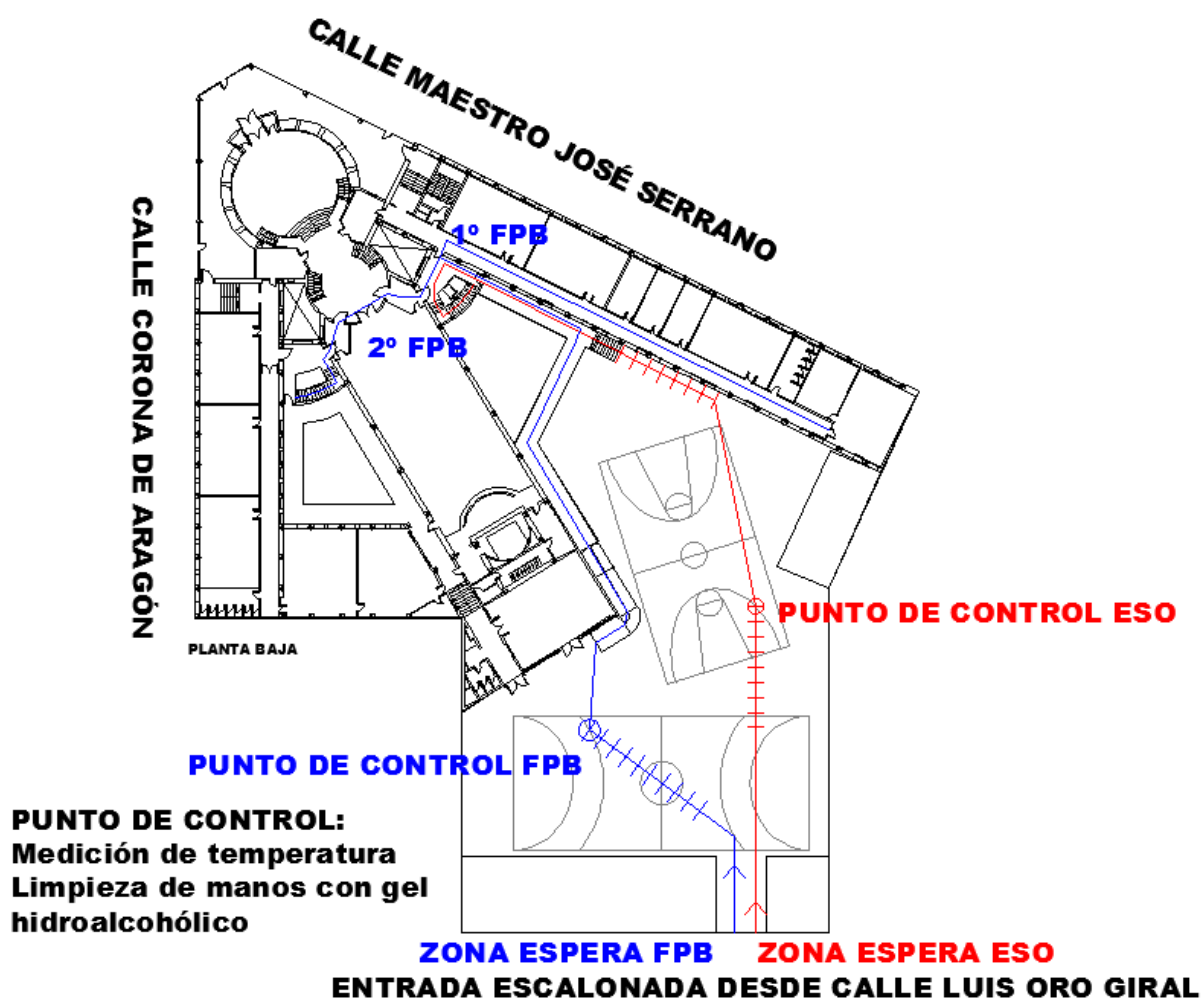 CALLE MAESTRO JOSÉ SERRANO
CALLE CORONA DE ARAGÓN
1º FPB
2º FPB
PUNTO DE CONTROL ESO
PLANTA BAJA
PUNTO DE CONTROL FPB
PUNTO DE CONTROL:
Medición de temperatura
Limpieza de manos con gel
hidroalcohólico
ZONA ESPERA FPB
ZONA ESPERA ESO
ENTRADA ESCALONADA DESDE CALLE LUIS ORO GIRAL